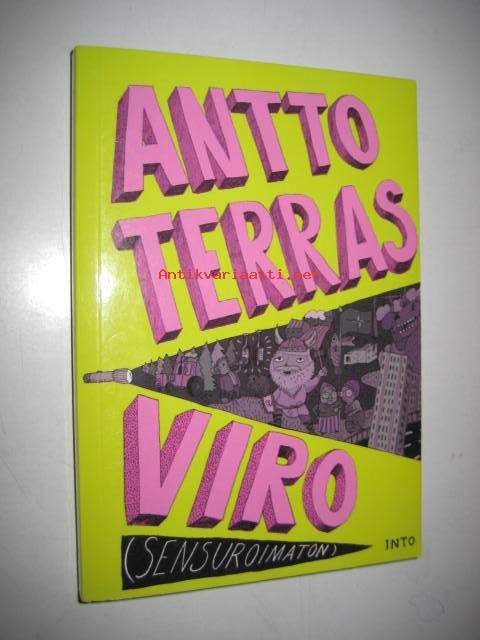 ANTTO
TERRAS
Antikvariaatti.net
VIRO
(SENSUROIMATON)
INTO